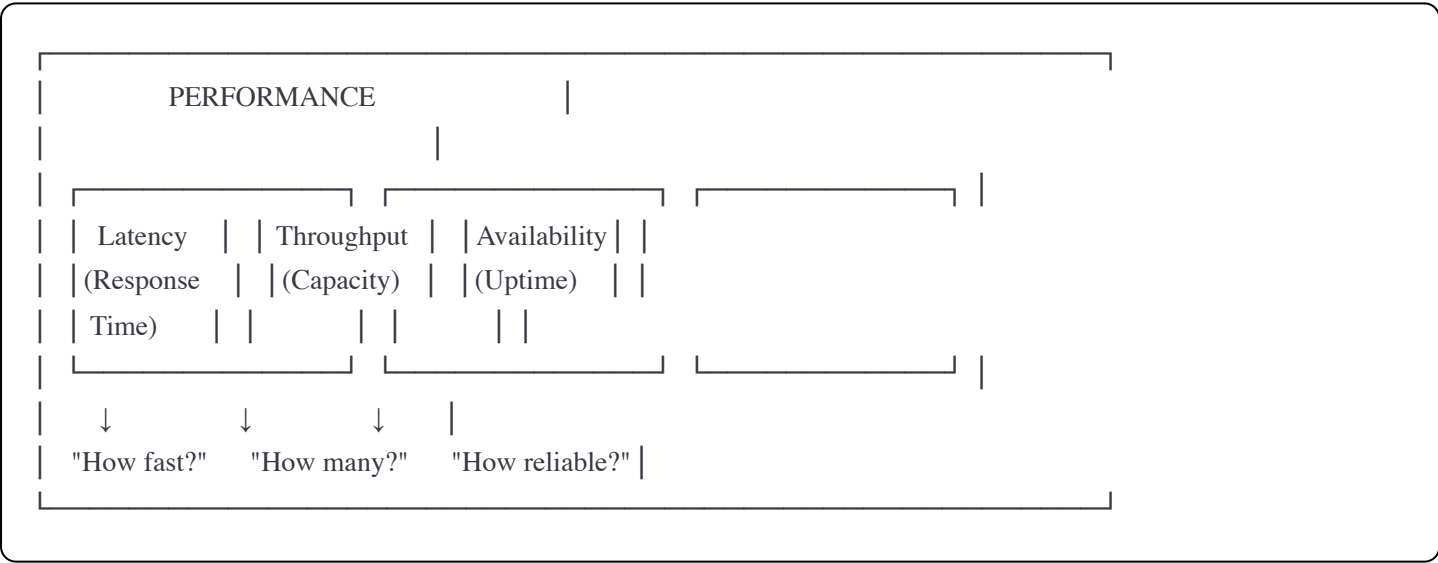 PERFORMANCE
Latency Throughput Availability
(Response (Capacity) (Uptime)
Time)
↓ ↓ ↓
"How fast?" "How many?" "How reliable?"